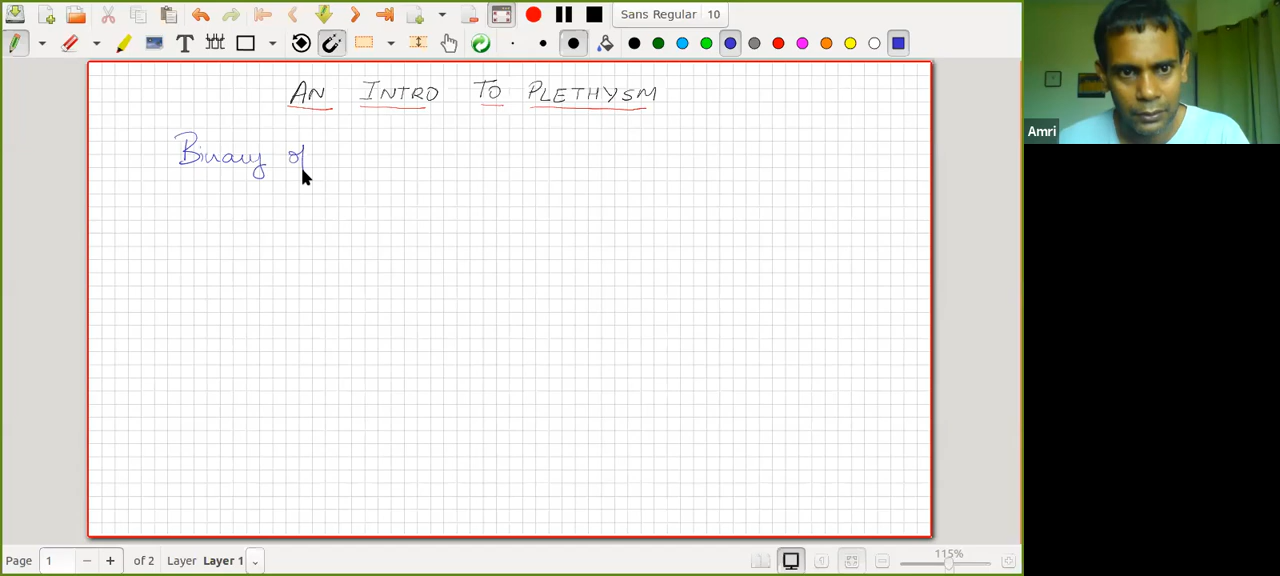 Sans Regular 10
AN INTRO TO PLETHYSM
Binary of
Amri
Page 1 of 2 Layer Layer 1 115%